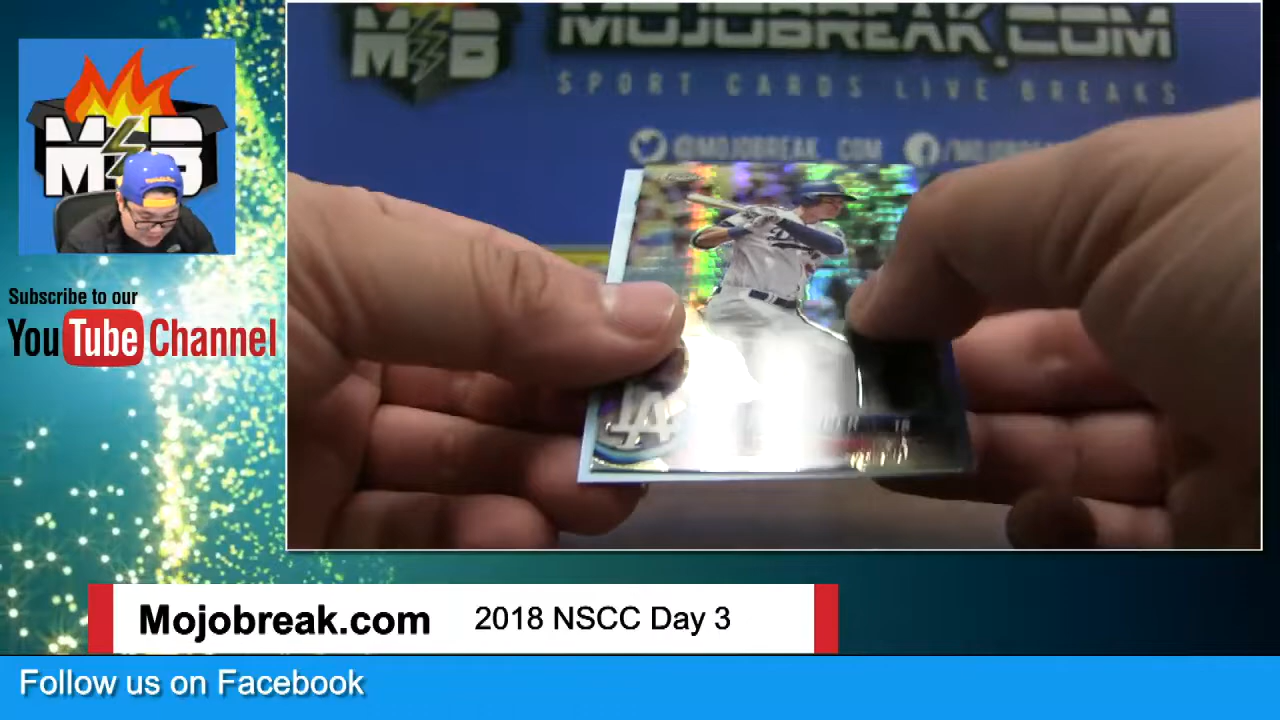 M B
MOJOBREAK.COM
SPORT CARDS LIVE BREAKS
@MOJOBREAK_COM
M B
Subscribe to our
YouTube Channel
LA
Mojobreak.com
2018 NSCC Day 3
Follow us on Facebook